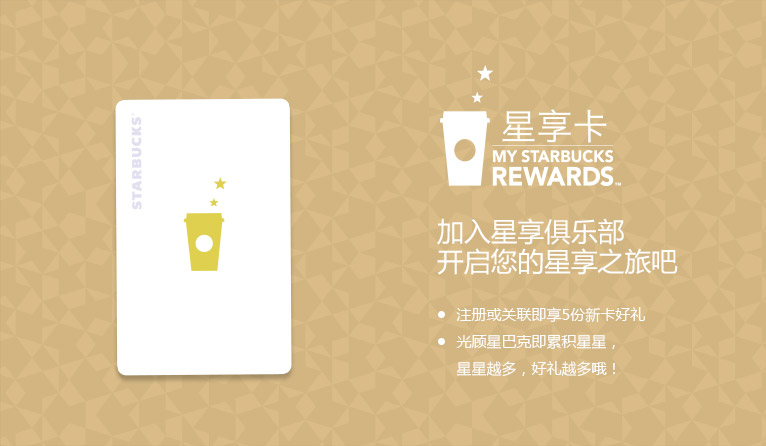 STARBUCKS
星享卡
MY STARBUCKS
REWARDS™
加入星享俱乐部
开启您的星享之旅吧
• 注册或关联即享5份新卡好礼
• 光顾星巴克即累积星星，
星星越多，好礼越多哦！